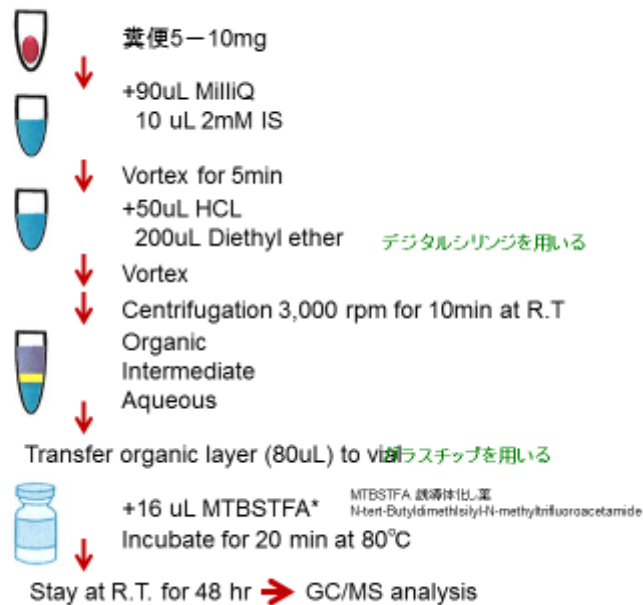 糞便5－10mg
+90uL MilliQ
10 uL 2mM IS
Vortex for 5min
+50uL HCL
200uL Diethyl ether
デジタルシリンジを用いる
Vortex
Centrifugation 3,000 rpm for 10min at R.T
Organic
Intermediate
Aqueous
Transfer organic layer (80uL) to vial
ガラスチップを用いる
+16 uL MTBSTFA*
MTBSTFA 誘導体化し薬
N-tert-Butyldimethlsilyl-N-methyltrifluoroacetamide
Incubate for 20 min at 80℃
Stay at R.T. for 48 hr
GC/MS analysis